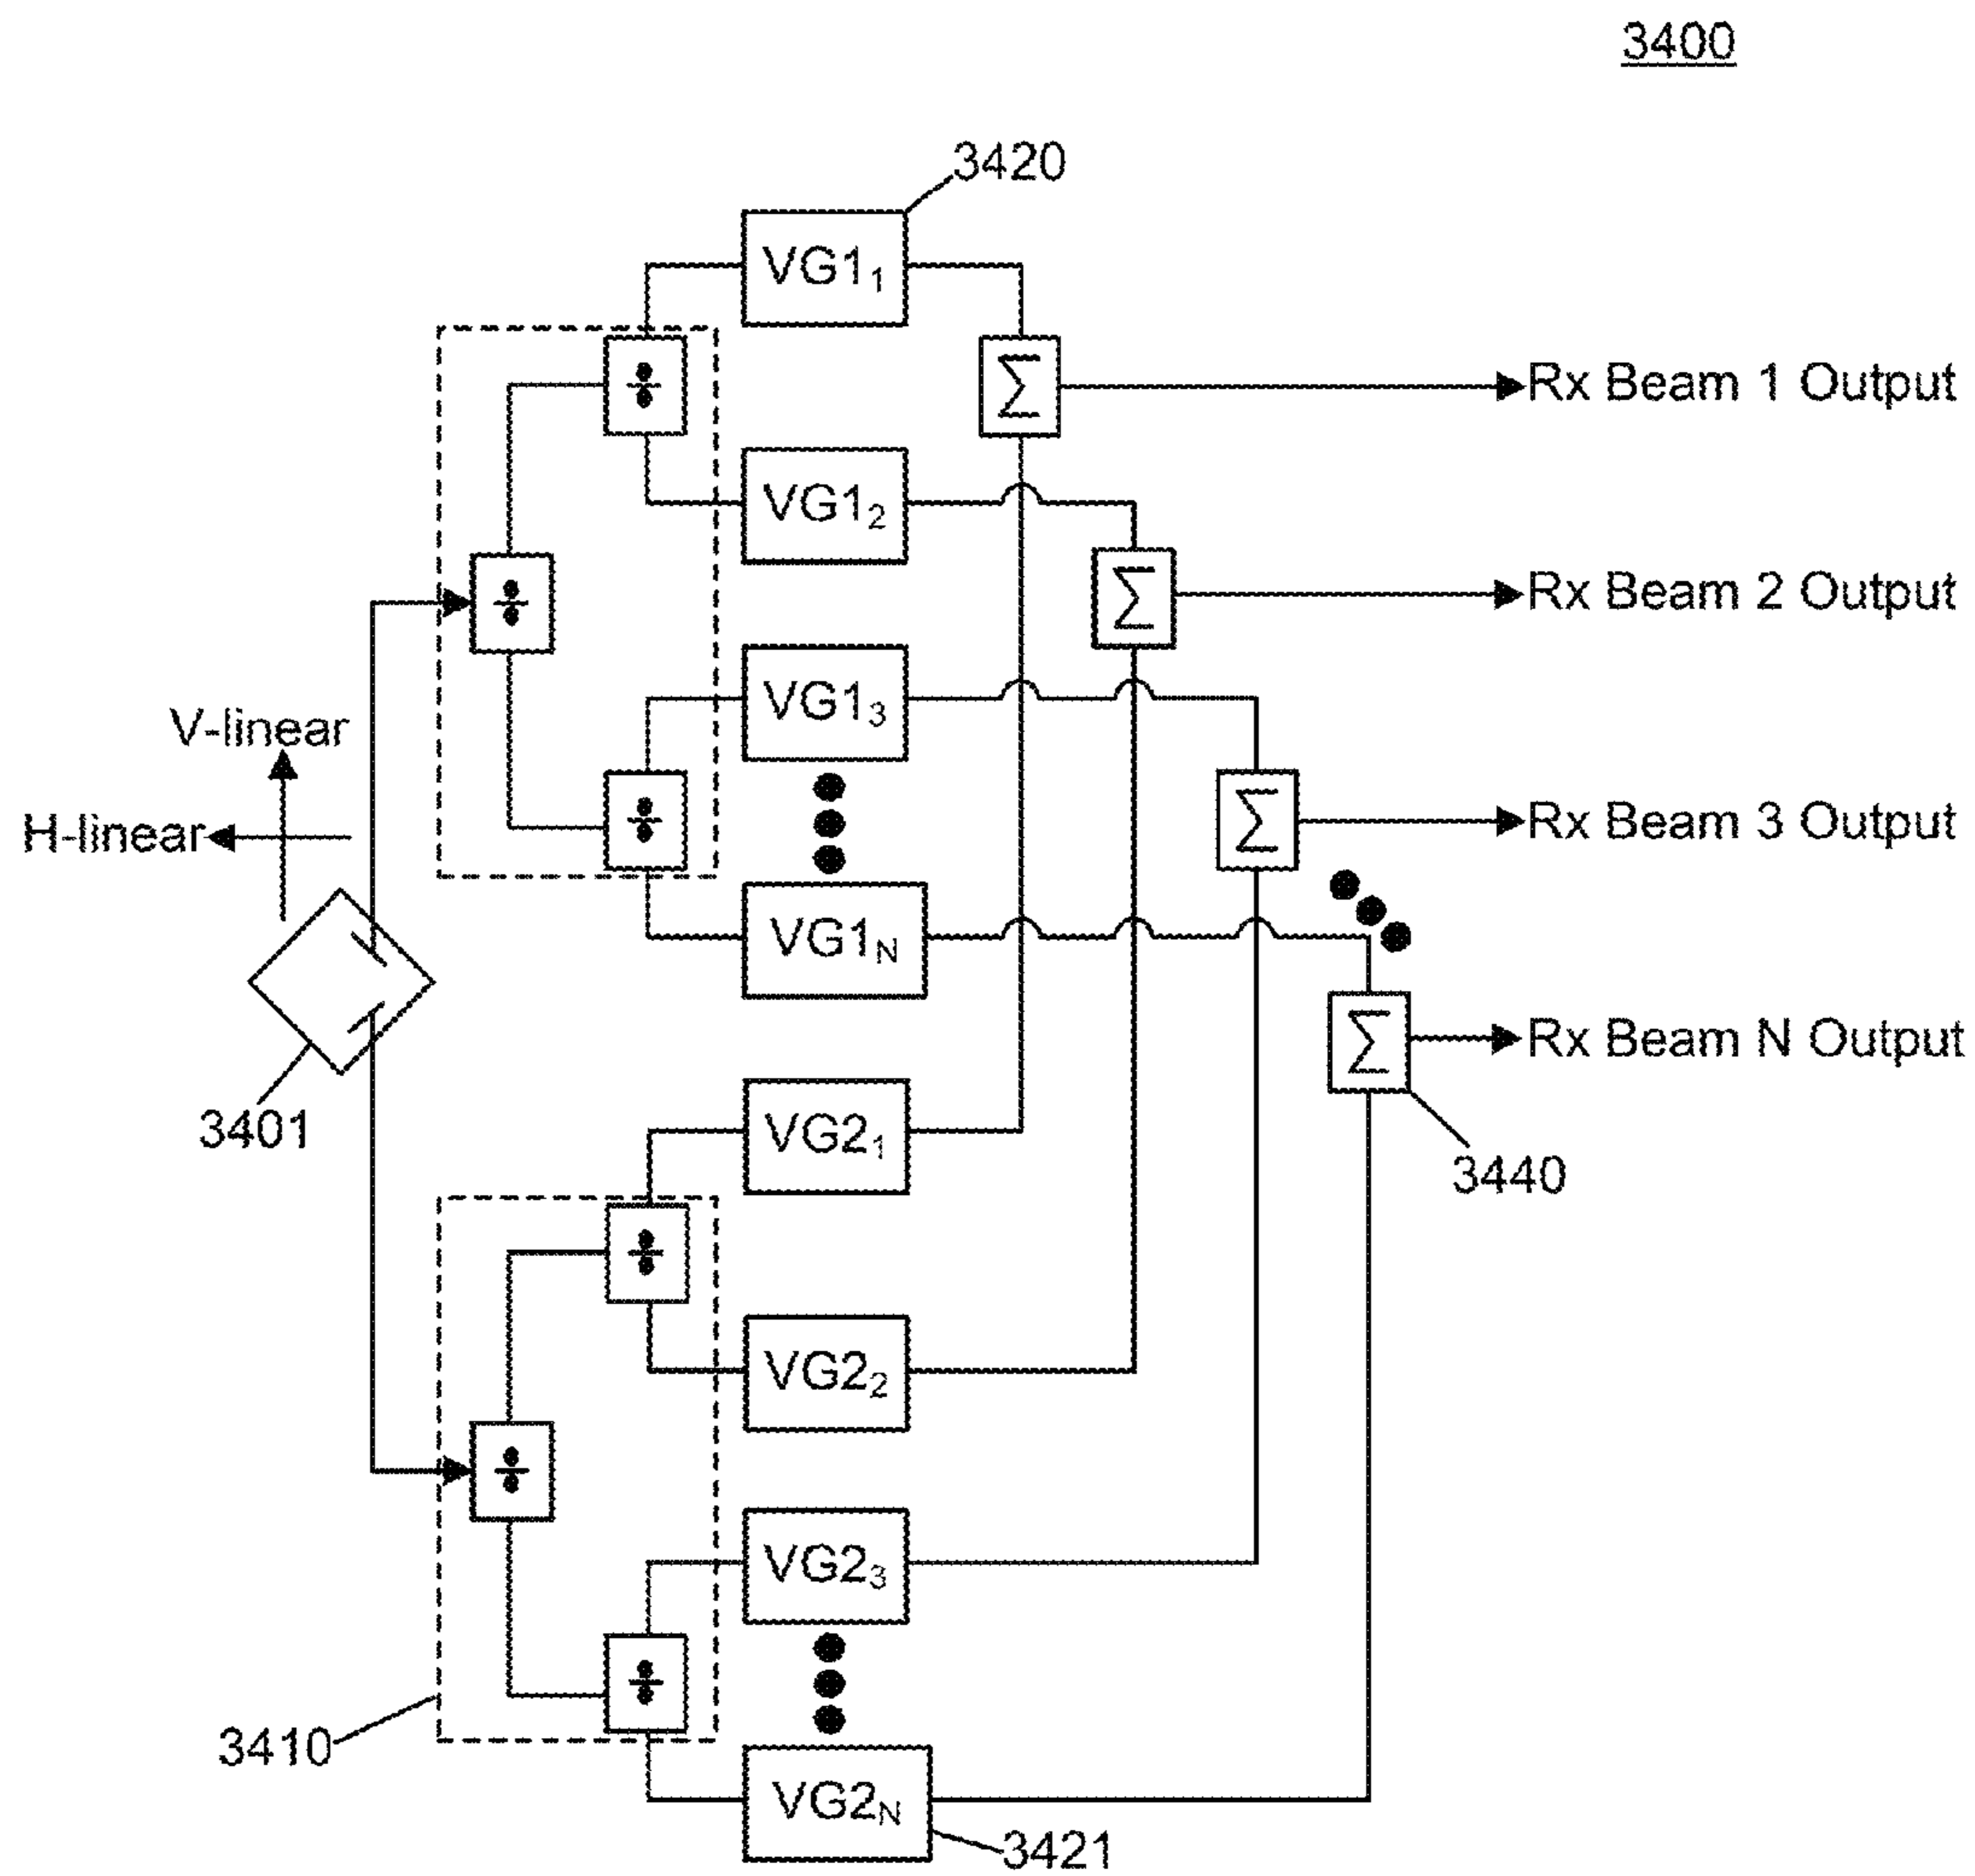 3400
3420
VG1₁
÷
∑
Rx Beam 1 Output
VG1₂
÷
∑
Rx Beam 2 Output
VG1₃
V-linear
÷
∑
Rx Beam 3 Output
H-linear
VG1N
∑
Rx Beam N Output
3401
VG2₁
3440
÷
VG2₂
÷
VG2₃
÷
3410
VG2N
3421